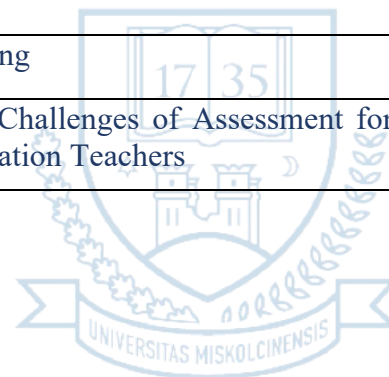 ng
17 35
Challenges of Assessment for
ation Teachers
UNIVERSITAS MISKOLCINENSIS